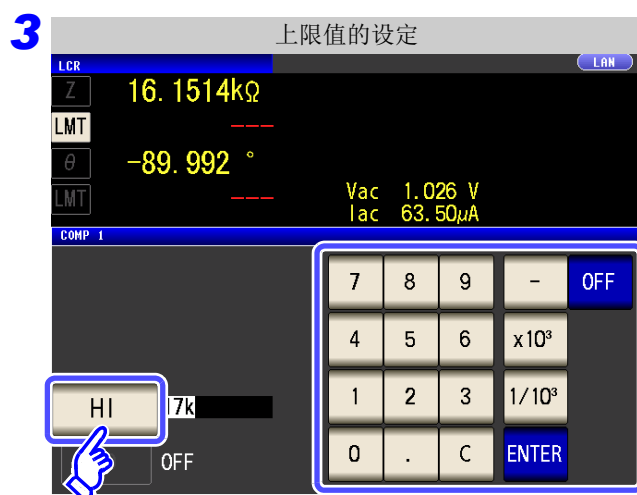 3
上限值的设定
LCR
LAN
Z 16.1514kΩ
LMT ---
θ -89.992 °
LMT ---
Vac 1.026 V
Iac 63.50μA
COMP 1
7 8 9 - OFF
4 5 6 x10³
HI 17k
1 2 3 1/10³
OFF
0 . C ENTER